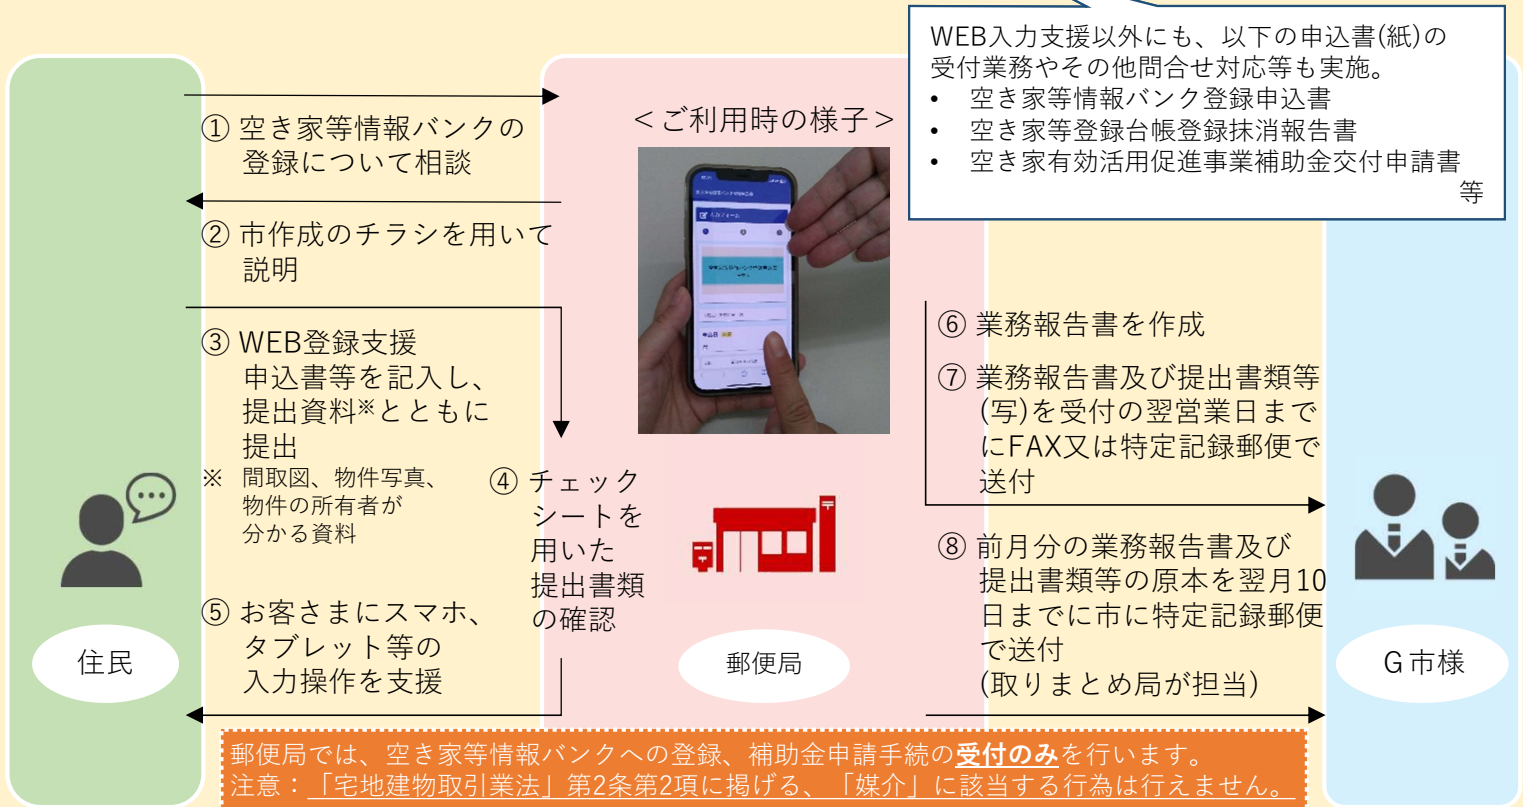 WEB入力支援以外にも、以下の申込書(紙)の
受付業務やその他問合せ対応等も実施。
• 空き家等情報バンク登録申込書
• 空き家等登録台帳登録抹消報告書
• 空き家有効活用促進事業補助金交付申請書
等
① 空き家等情報バンクの
登録について相談
② 市作成のチラシを用いて
説明
③ WEB登録支援
申込書等を記入し、
提出資料※とともに
提出
※ 間取図、物件写真、
物件の所有者が
分かる資料
④ チェック
シートを
用いた
提出書類
の確認
⑤ お客さまにスマホ、
タブレット等の
入力操作を支援
住民
＜ご利用時の様子＞
入力フォーム
郵便局
⑥ 業務報告書を作成
⑦ 業務報告書及び提出書類等
(写)を受付の翌営業日まで
にFAX又は特定記録郵便で
送付
⑧ 前月分の業務報告書及び
提出書類等の原本を翌月10
日までに市に特定記録郵便
で送付
(取りまとめ局が担当)
G市様
郵便局では、空き家等情報バンクへの登録、補助金申請手続の受付のみを行います。
注意：「宅地建物取引業法」第2条第2項に掲げる、「媒介」に該当する行為は行えません。